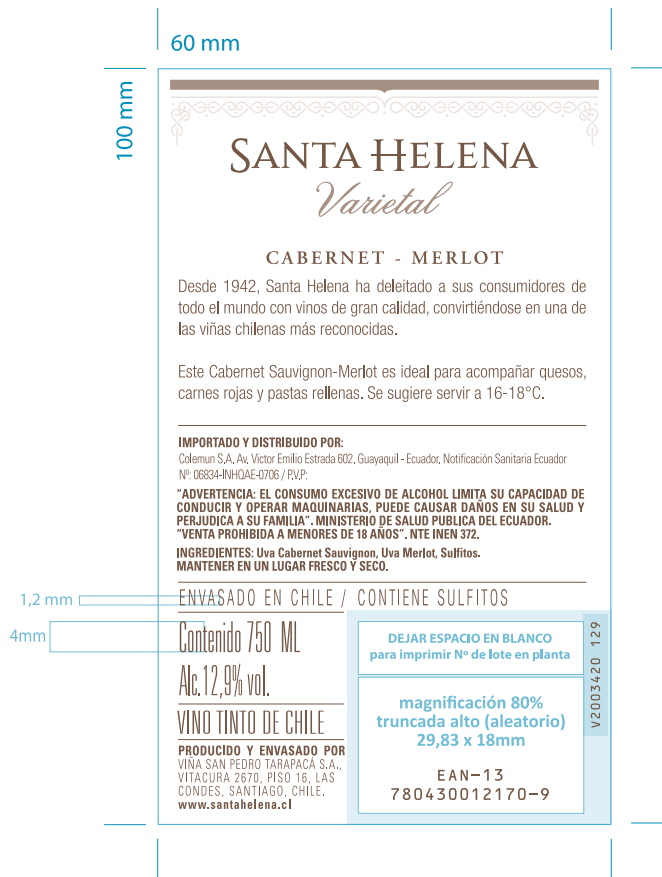 60 mm
100 mm
SANTA HELENA
Varietal
CABERNET - MERLOT
Desde 1942, Santa Helena ha deleitado a sus consumidores de
todo el mundo con vinos de gran calidad, convirtiéndose en una de
las viñas chilenas más reconocidas.
Este Cabernet Sauvignon-Merlot es ideal para acompañar quesos,
carnes rojas y pastas rellenas. Se sugiere servir a 16-18°C.
IMPORTADO Y DISTRIBUIDO POR:
Colemun S.A. Av. Victor Emilio Estrada 602, Guayaquil - Ecuador, Notificación Sanitaria Ecuador
Nº: 06834-INHQAE-0706 / P.V.P:
"ADVERTENCIA: EL CONSUMO EXCESIVO DE ALCOHOL LIMITA SU CAPACIDAD DE
CONDUCIR Y OPERAR MAQUINARIAS, PUEDE CAUSAR DAÑOS EN SU SALUD Y
PERJUDICA A SU FAMILIA". MINISTERIO DE SALUD PUBLICA DEL ECUADOR.
"VENTA PROHIBIDA A MENORES DE 18 AÑOS". NTE INEN 372.
INGREDIENTES: Uva Cabernet Sauvignon, Uva Merlot, Sulfitos.
MANTENER EN UN LUGAR FRESCO Y SECO.
1,2 mm
ENVASADO EN CHILE / CONTIENE SULFITOS
4mm
Contenido 750 ML
Alc.12,9% vol.
VINO TINTO DE CHILE
PRODUCIDO Y ENVASADO POR
VIÑA SAN PEDRO TARAPACÁ S.A.,
VITACURA 2670, PISO 16, LAS
CONDES, SANTIAGO, CHILE.
www.santahelena.cl
DEJAR ESPACIO EN BLANCO
para imprimir Nº de lote en planta
V2003420 129
magnificación 80%
truncada alto (aleatorio)
29,83 x 18mm
EAN-13
780430012170-9